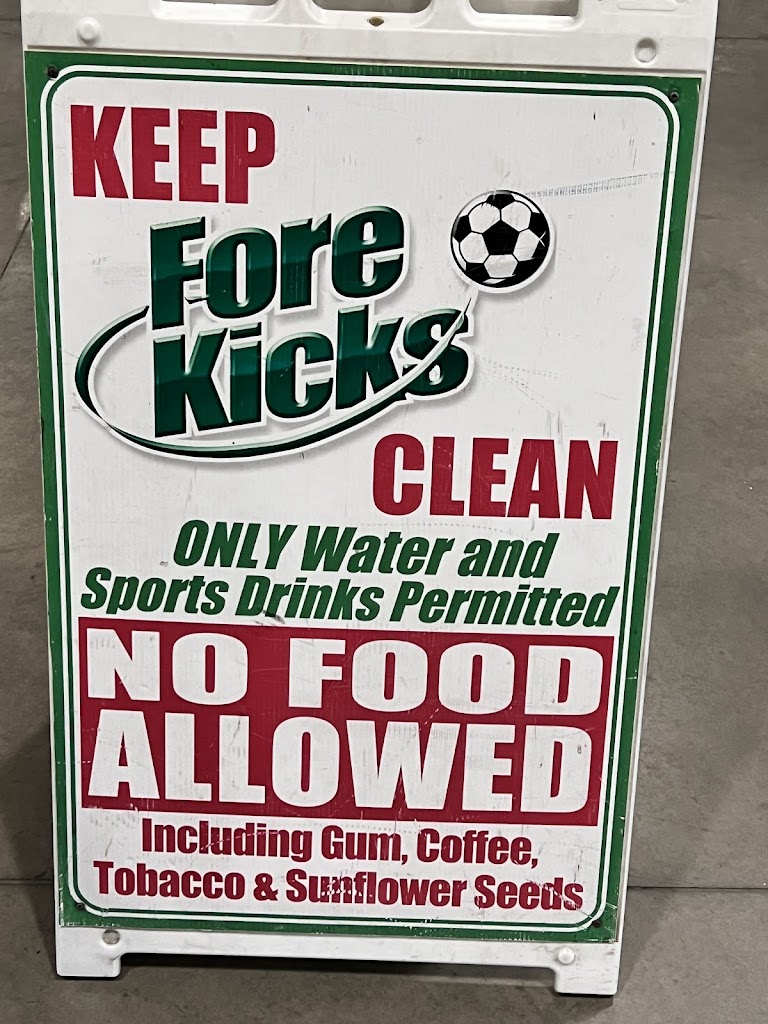 KEEP
Fore
Kicks
CLEAN
ONLY Water and
Sports Drinks Permitted
NO FOOD
ALLOWED
Including Gum, Coffee,
Tobacco & Sunflower Seeds